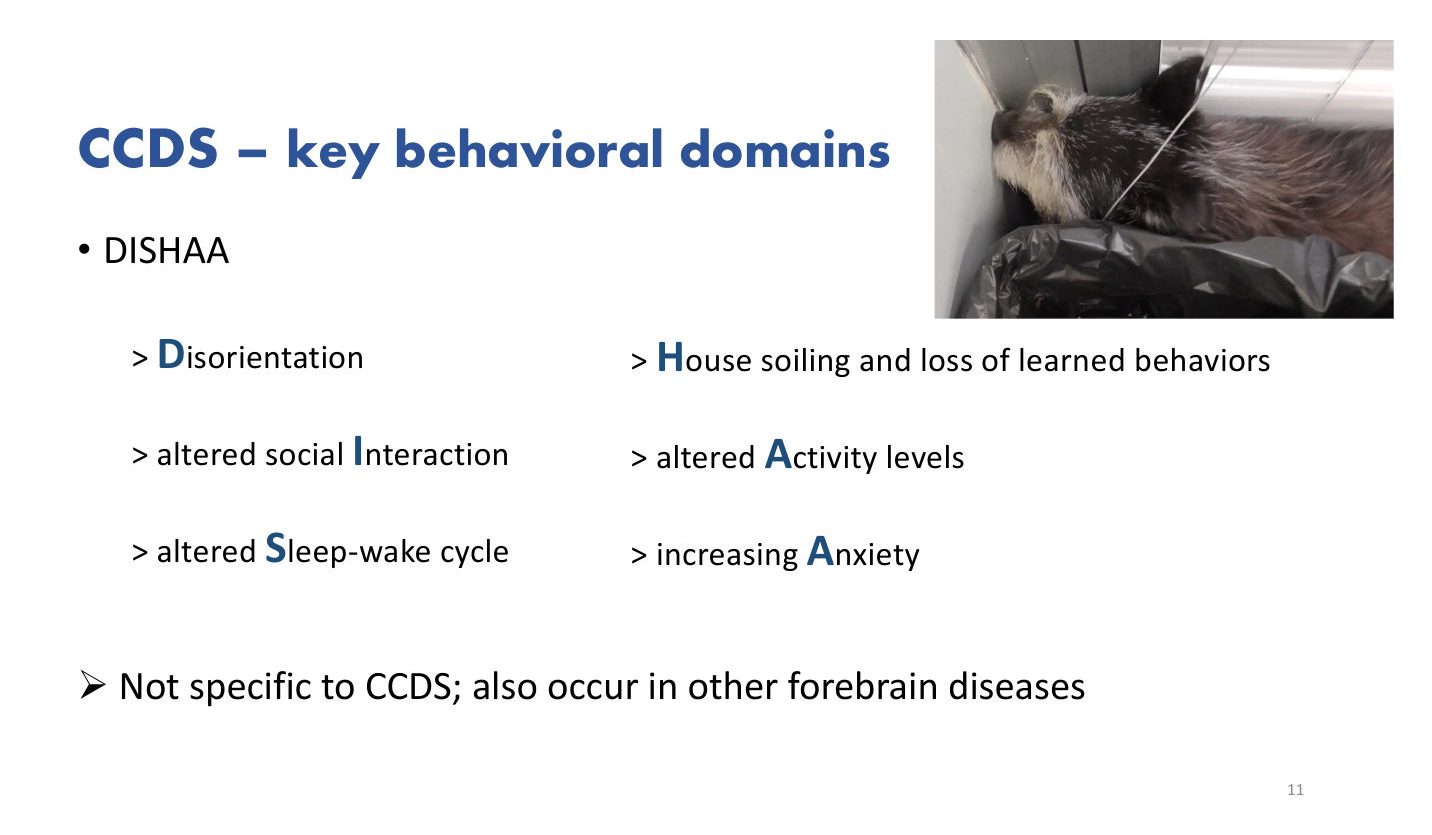 CCDS – key behavioral domains
• DISHAA
> Disorientation
> altered social Interaction
> altered Sleep-wake cycle
> House soiling and loss of learned behaviors
> altered Activity levels
> increasing Anxiety
➢ Not specific to CCDS; also occur in other forebrain diseases
11